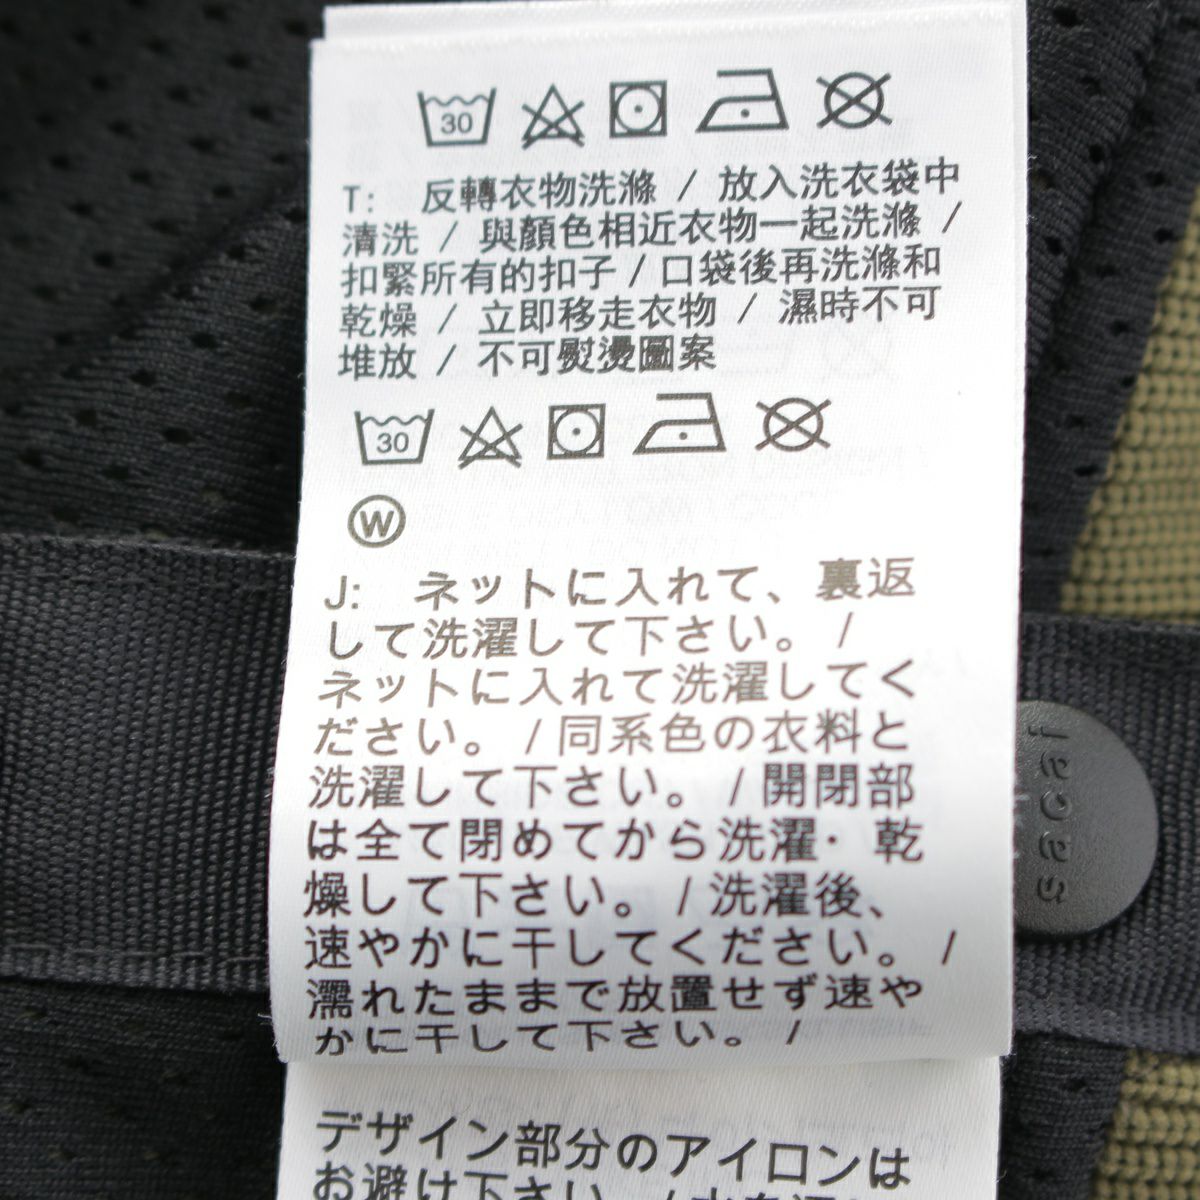 30
T: 反轉衣物洗滌 / 放入洗衣袋中
清洗 / 與顏色相近衣物一起洗滌 /
扣緊所有的扣子 / 口袋後再洗滌和
乾燥 / 立即移走衣物 / 濕時不可
堆放 / 不可熨燙圖案
30
W
J: ネットに入れて、裏返
して洗濯して下さい。 /
ネットに入れて洗濯してく
ださい。 / 同系色の衣料と
洗濯して下さい。 / 開閉部
は全て閉めてから洗濯・乾
燥して下さい。 / 洗濯後、
速やかに干してください。 /
濡れたままで放置せず速や
かに干して下さい。 /
デザイン部分のアイロンは
お避け下さい。
sacai